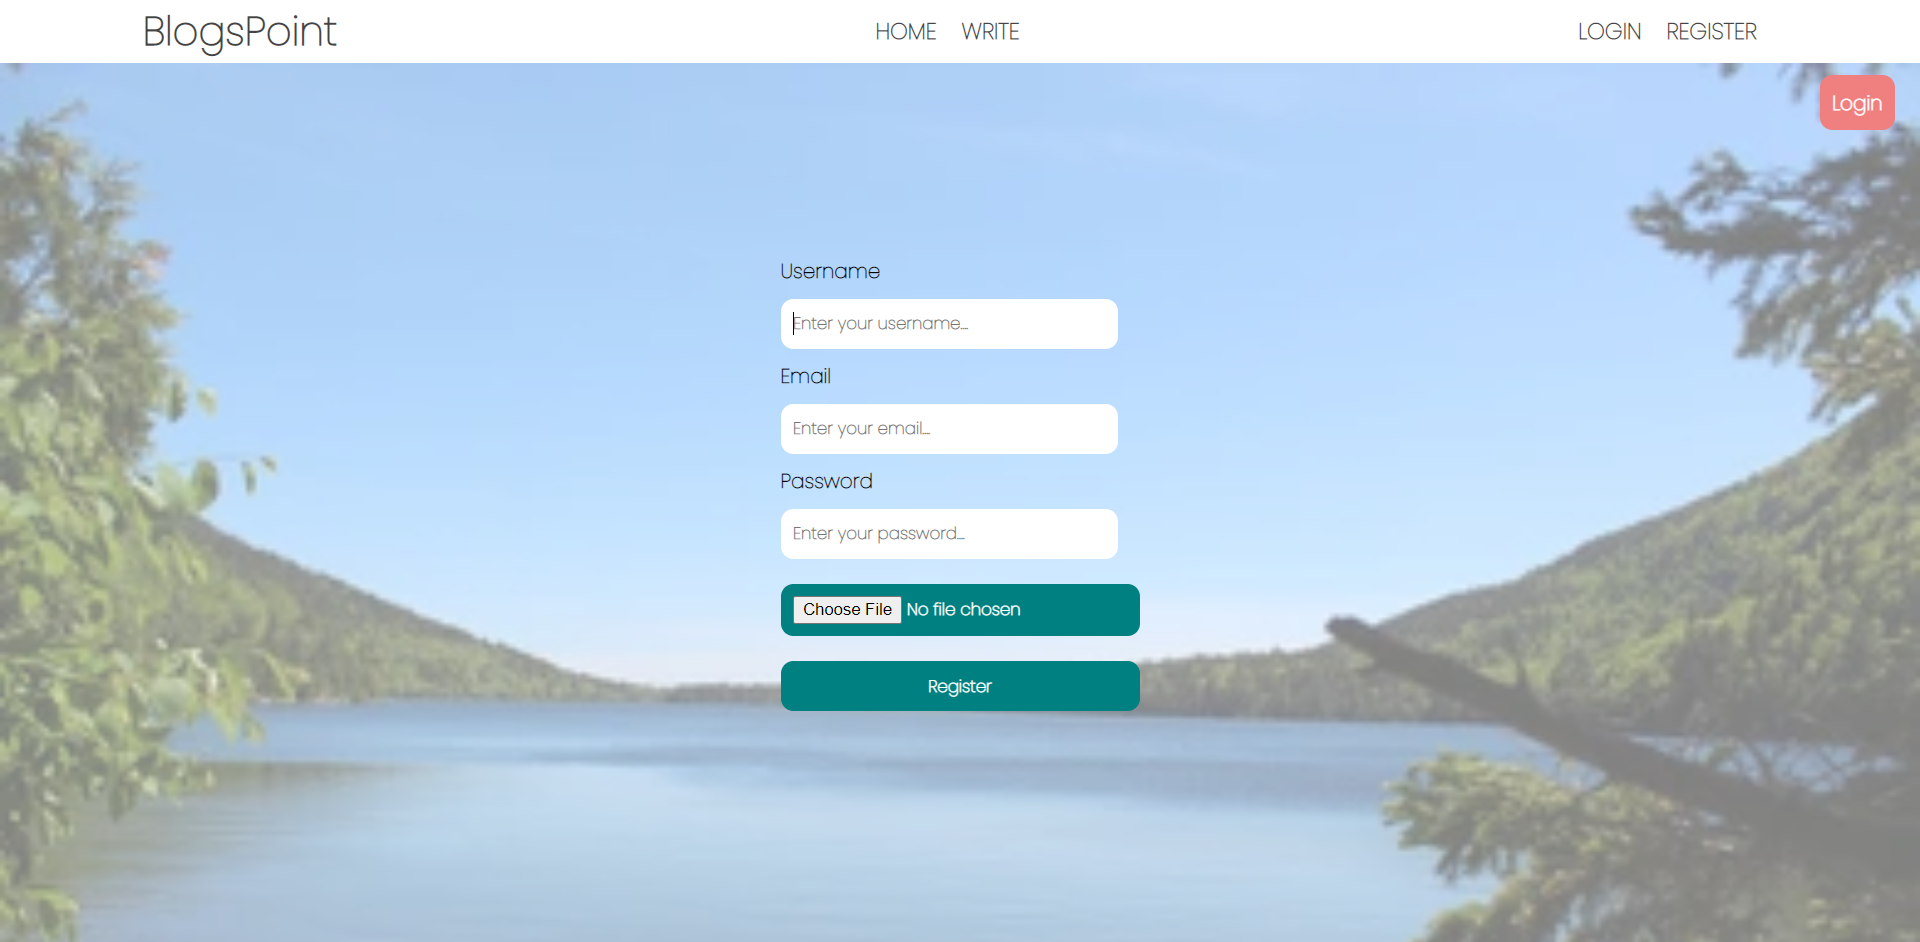 BlogsPoint
HOME WRITE
LOGIN REGISTER
Login
Username
Enter your username...
Email
Enter your email...
Password
Enter your password...
Choose File No file chosen
Register